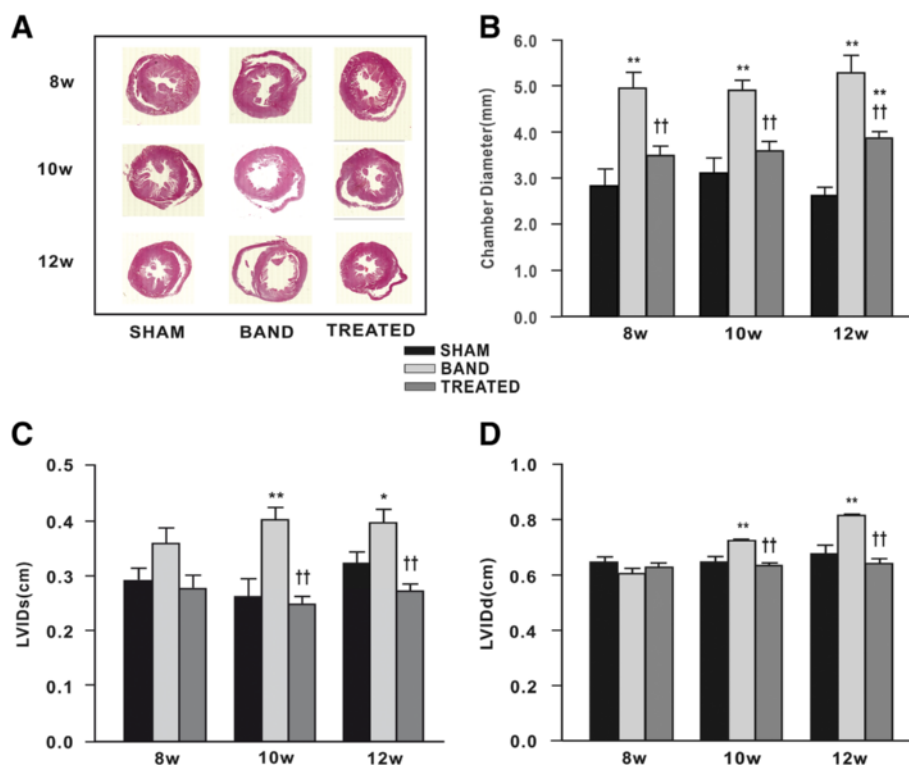 A
8w
10w
12w
SHAM BAND TREATED
B
Chamber Diameter(mm)
6.0
5.0
4.0
3.0
2.0
1.0
0.0
**
††
**
††
**
**
††
8w 10w 12w
SHAM
BAND
TREATED
C
LVIDs(cm)
0.5
0.4
0.3
0.2
0.1
0.0
**
††
*
††
8w 10w 12w
D
LVIDd(cm)
1.0
0.8
0.6
0.4
0.2
0.0
**
††
**
††
8w 10w 12w